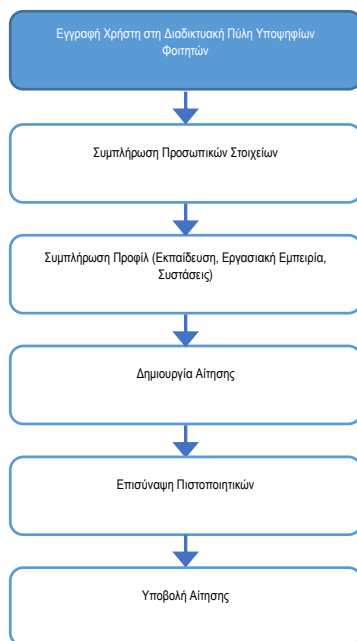 Εγγραφή Χρήστη στη Διαδικτυακή Πύλη Υποψηφίων
Φοιτητών
Συμπλήρωση Προσωπικών Στοιχείων
Συμπλήρωση Προφίλ (Εκπαίδευση, Εργασιακή Εμπειρία,
Συστάσεις)
Δημιουργία Αίτησης
Επισύναψη Πιστοποιητικών
Υποβολή Αίτησης